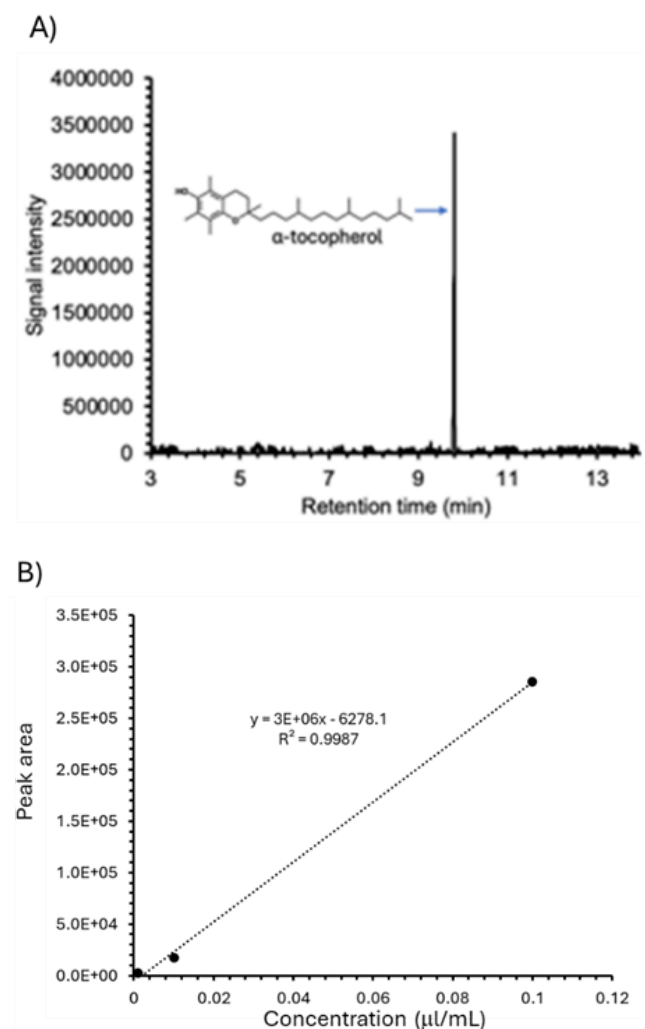 A)
4000000
3500000
3000000
2500000
2000000
1500000
1000000
500000
0
Signal intensity
HO
O
α-tocopherol
3 5 7 9 11 13
Retention time (min)
B)
3.5E+05
3.0E+05
2.5E+05
2.0E+05
1.5E+05
1.0E+05
5.0E+04
0.0E+00
Peak area
y = 3E+06x - 6278.1
R² = 0.9987
0 0.02 0.04 0.06 0.08 0.1 0.12
Concentration (µl/mL)